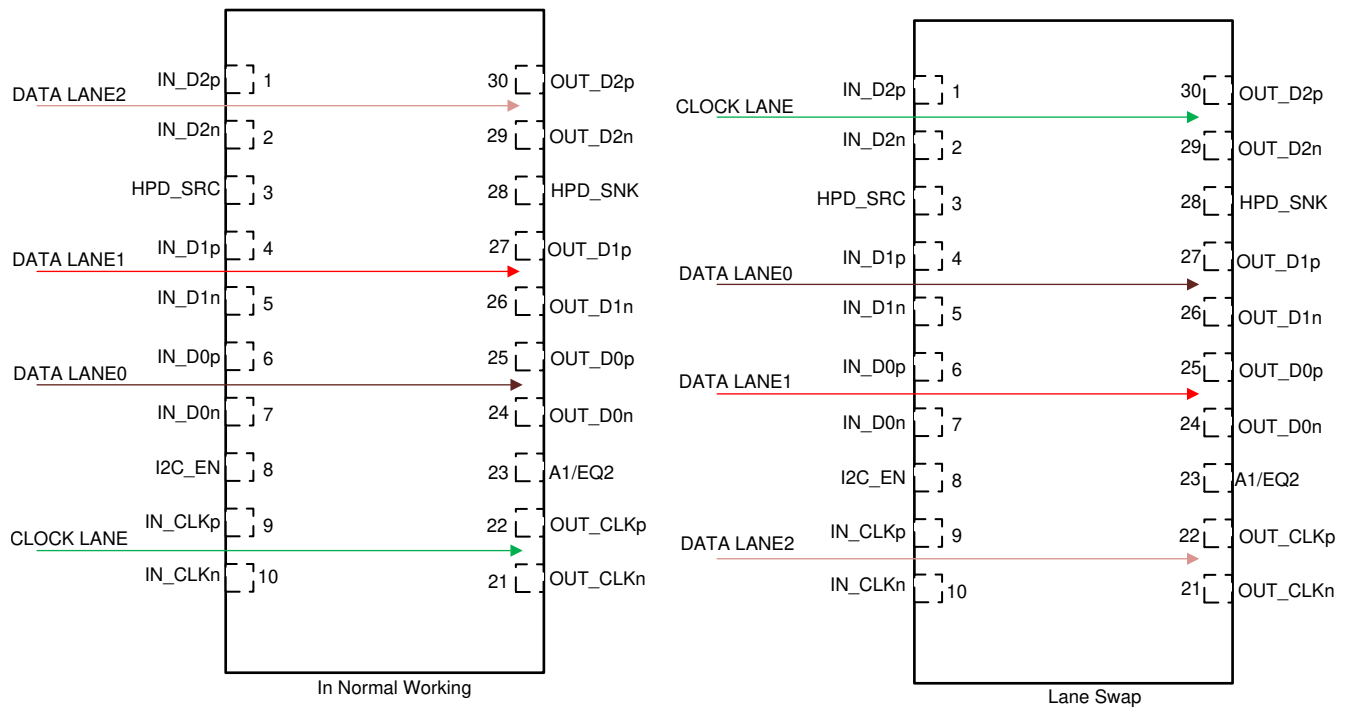 IN_D2p 1 30 OUT_D2p
DATA LANE2
IN_D2n 2 29 OUT_D2n
HPD_SRC 3 28 HPD_SNK
IN_D1p 4 27 OUT_D1p
DATA LANE1
IN_D1n 5 26 OUT_D1n
IN_D0p 6 25 OUT_D0p
DATA LANE0
IN_D0n 7 24 OUT_D0n
I2C_EN 8 23 A1/EQ2
IN_CLKp 9 22 OUT_CLKp
CLOCK LANE
IN_CLKn 10 21 OUT_CLKn
In Normal Working
IN_D2p 1 30 OUT_D2p
CLOCK LANE
IN_D2n 2 29 OUT_D2n
HPD_SRC 3 28 HPD_SNK
IN_D1p 4 27 OUT_D1p
DATA LANE0
IN_D1n 5 26 OUT_D1n
IN_D0p 6 25 OUT_D0p
DATA LANE1
IN_D0n 7 24 OUT_D0n
I2C_EN 8 23 A1/EQ2
IN_CLKp 9 22 OUT_CLKp
DATA LANE2
IN_CLKn 10 21 OUT_CLKn
Lane Swap